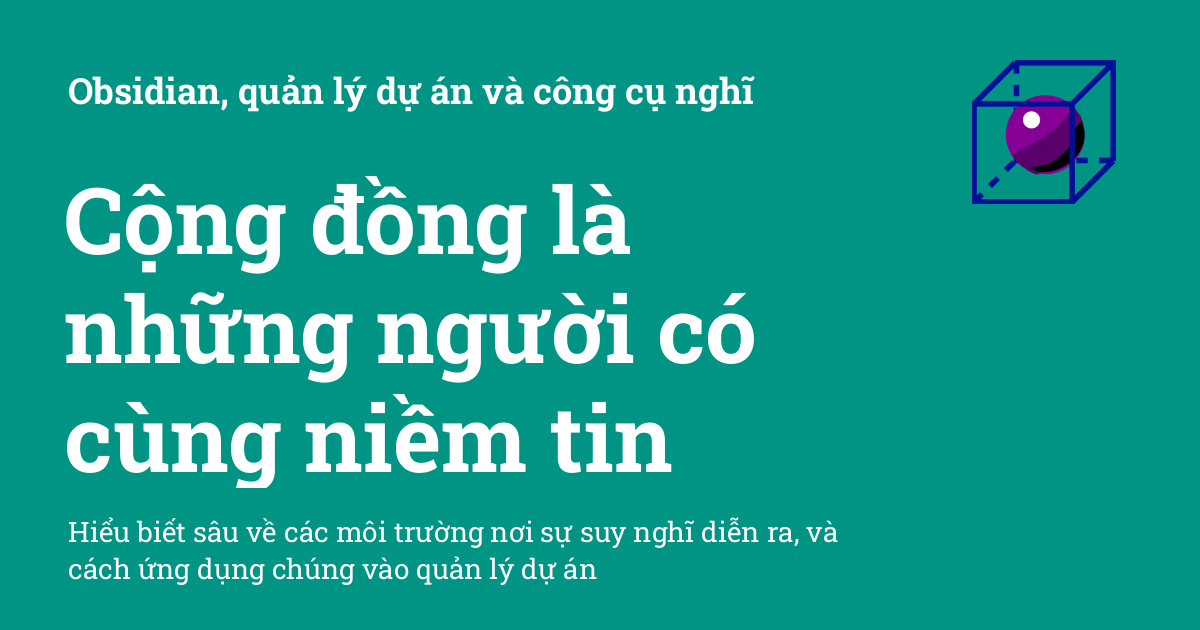 Obsidian, quản lý dự án và công cụ nghĩ
Cộng đồng là
những người có
cùng niềm tin
Hiểu biết sâu về các môi trường nơi sự suy nghĩ diễn ra, và
cách ứng dụng chúng vào quản lý dự án